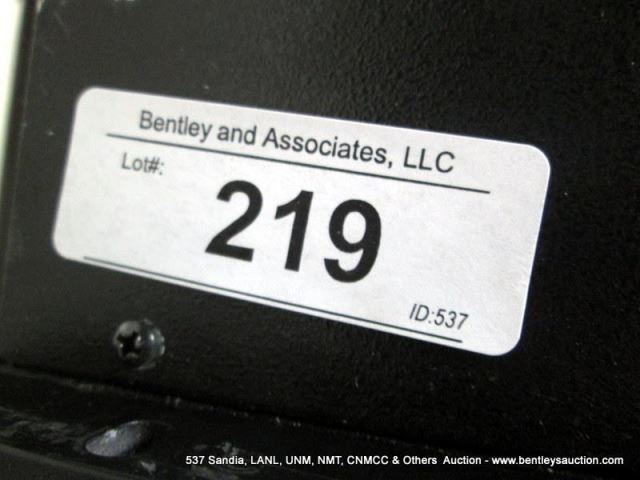 Bentley and Associates, LLC
Lot#:
219
ID:537
537 Sandia, LANL, UNM, NMT, CNMCC & Others Auction - www.bentleysauction.com